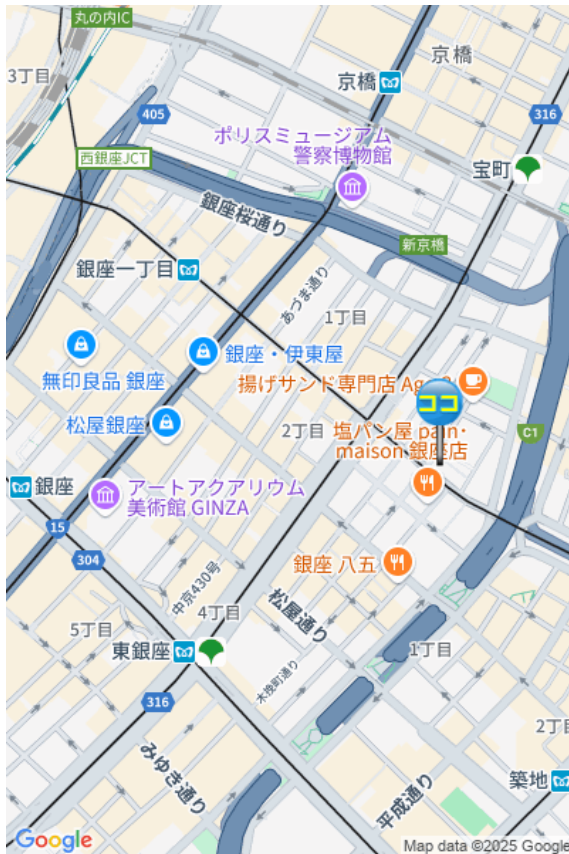 丸の内IC
京橋
3丁目
京橋
405
316
ポリスミュージアム
警察博物館
西銀座JCT
宝町
銀座桜通り
新京橋
銀座一丁目
あづま通り
1丁目
無印良品 銀座
銀座・伊東屋
揚げサンド専門店 Ag
ココ
松屋銀座
2丁目
塩パン屋 pain・
maison 銀座店
C1
銀座
アートアクアリウム
美術館 GINZA
15
304
銀座 八五
中京430号
松屋通り
4丁目
5丁目
東銀座
1丁目
木挽町通り
316
みゆき通り
2丁目
築地
平成通り
Google
Map data ©2025 Google